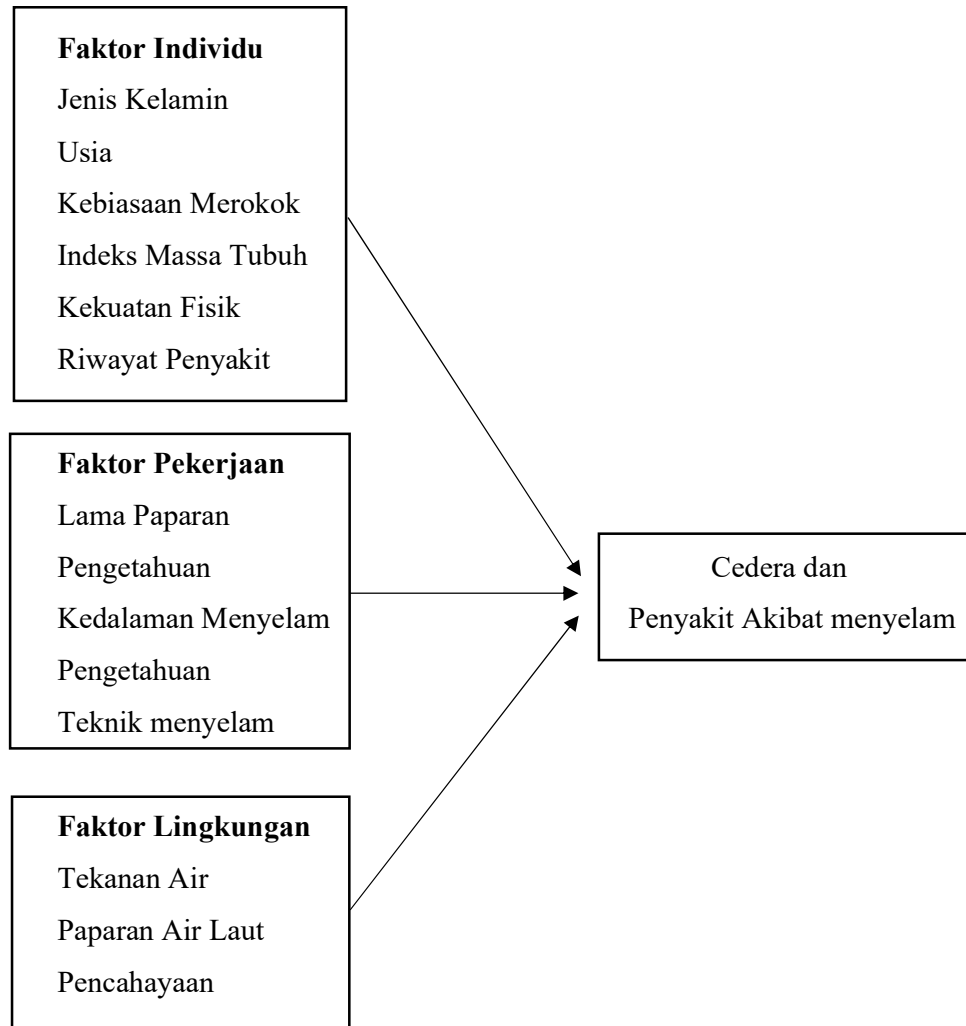 Faktor Individu
Jenis Kelamin
Usia
Kebiasaan Merokok
Indeks Massa Tubuh
Kekuatan Fisik
Riwayat Penyakit
Faktor Pekerjaan
Lama Paparan
Pengetahuan
Kedalaman Menyelam
Pengetahuan
Teknik menyelam
Faktor Lingkungan
Tekanan Air
Paparan Air Laut
Pencahayaan
Cedera dan
Penyakit Akibat menyelam